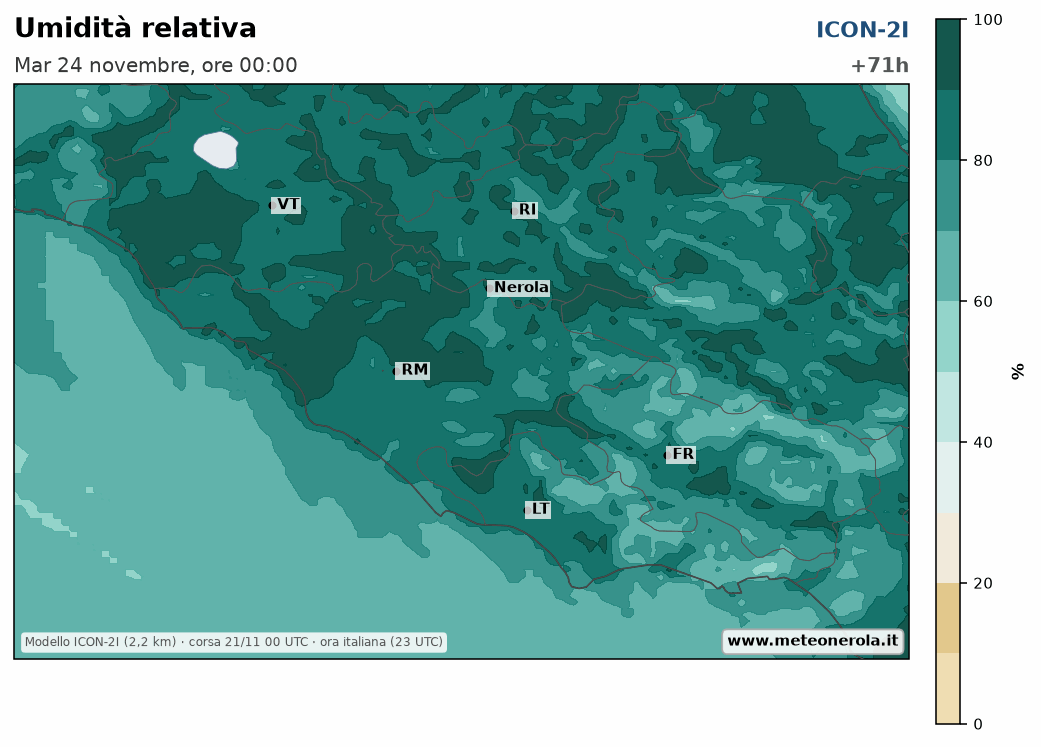 Umidità relativa
ICON-2I
Mar 24 novembre, ore 00:00
+71h
VT
RI
Nerola
RM
FR
LT
Modello ICON-2I (2,2 km) · corsa 21/11 00 UTC · ora italiana (23 UTC)
www.meteonerola.it
100
80
60
40
20
0
%